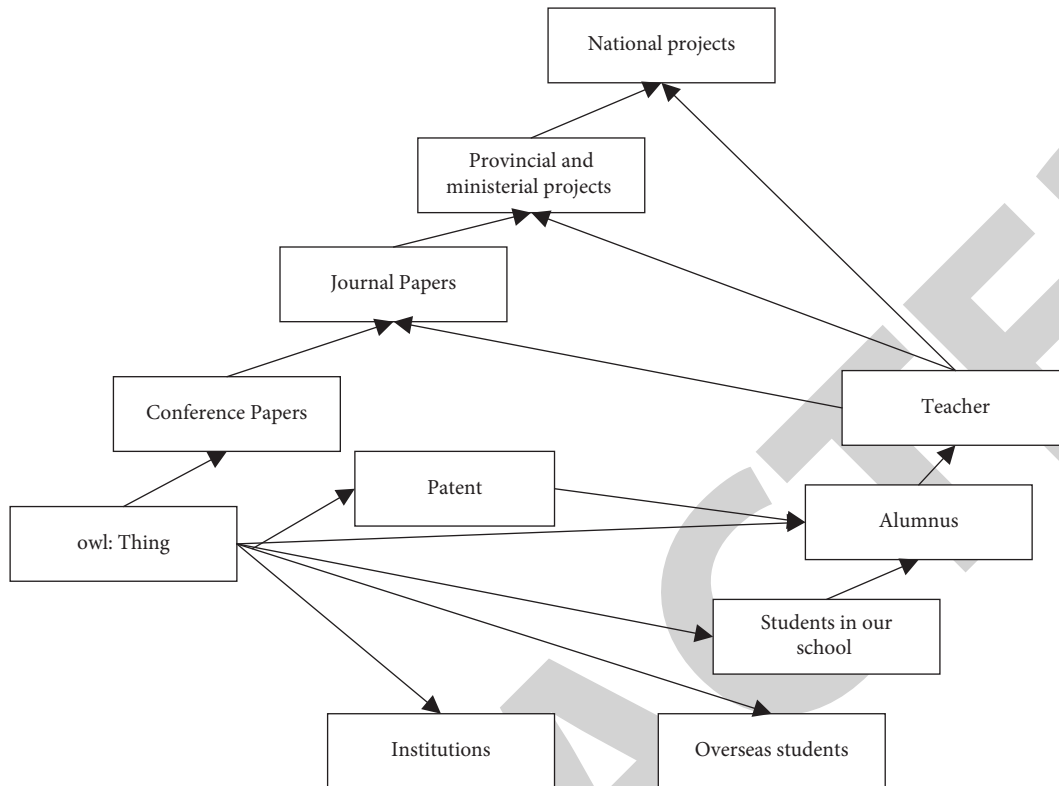 National projects
Provincial and
ministerial projects
Journal Papers
Conference Papers
Teacher
Patent
Alumnus
owl: Thing
Students in our
school
Institutions
Overseas students